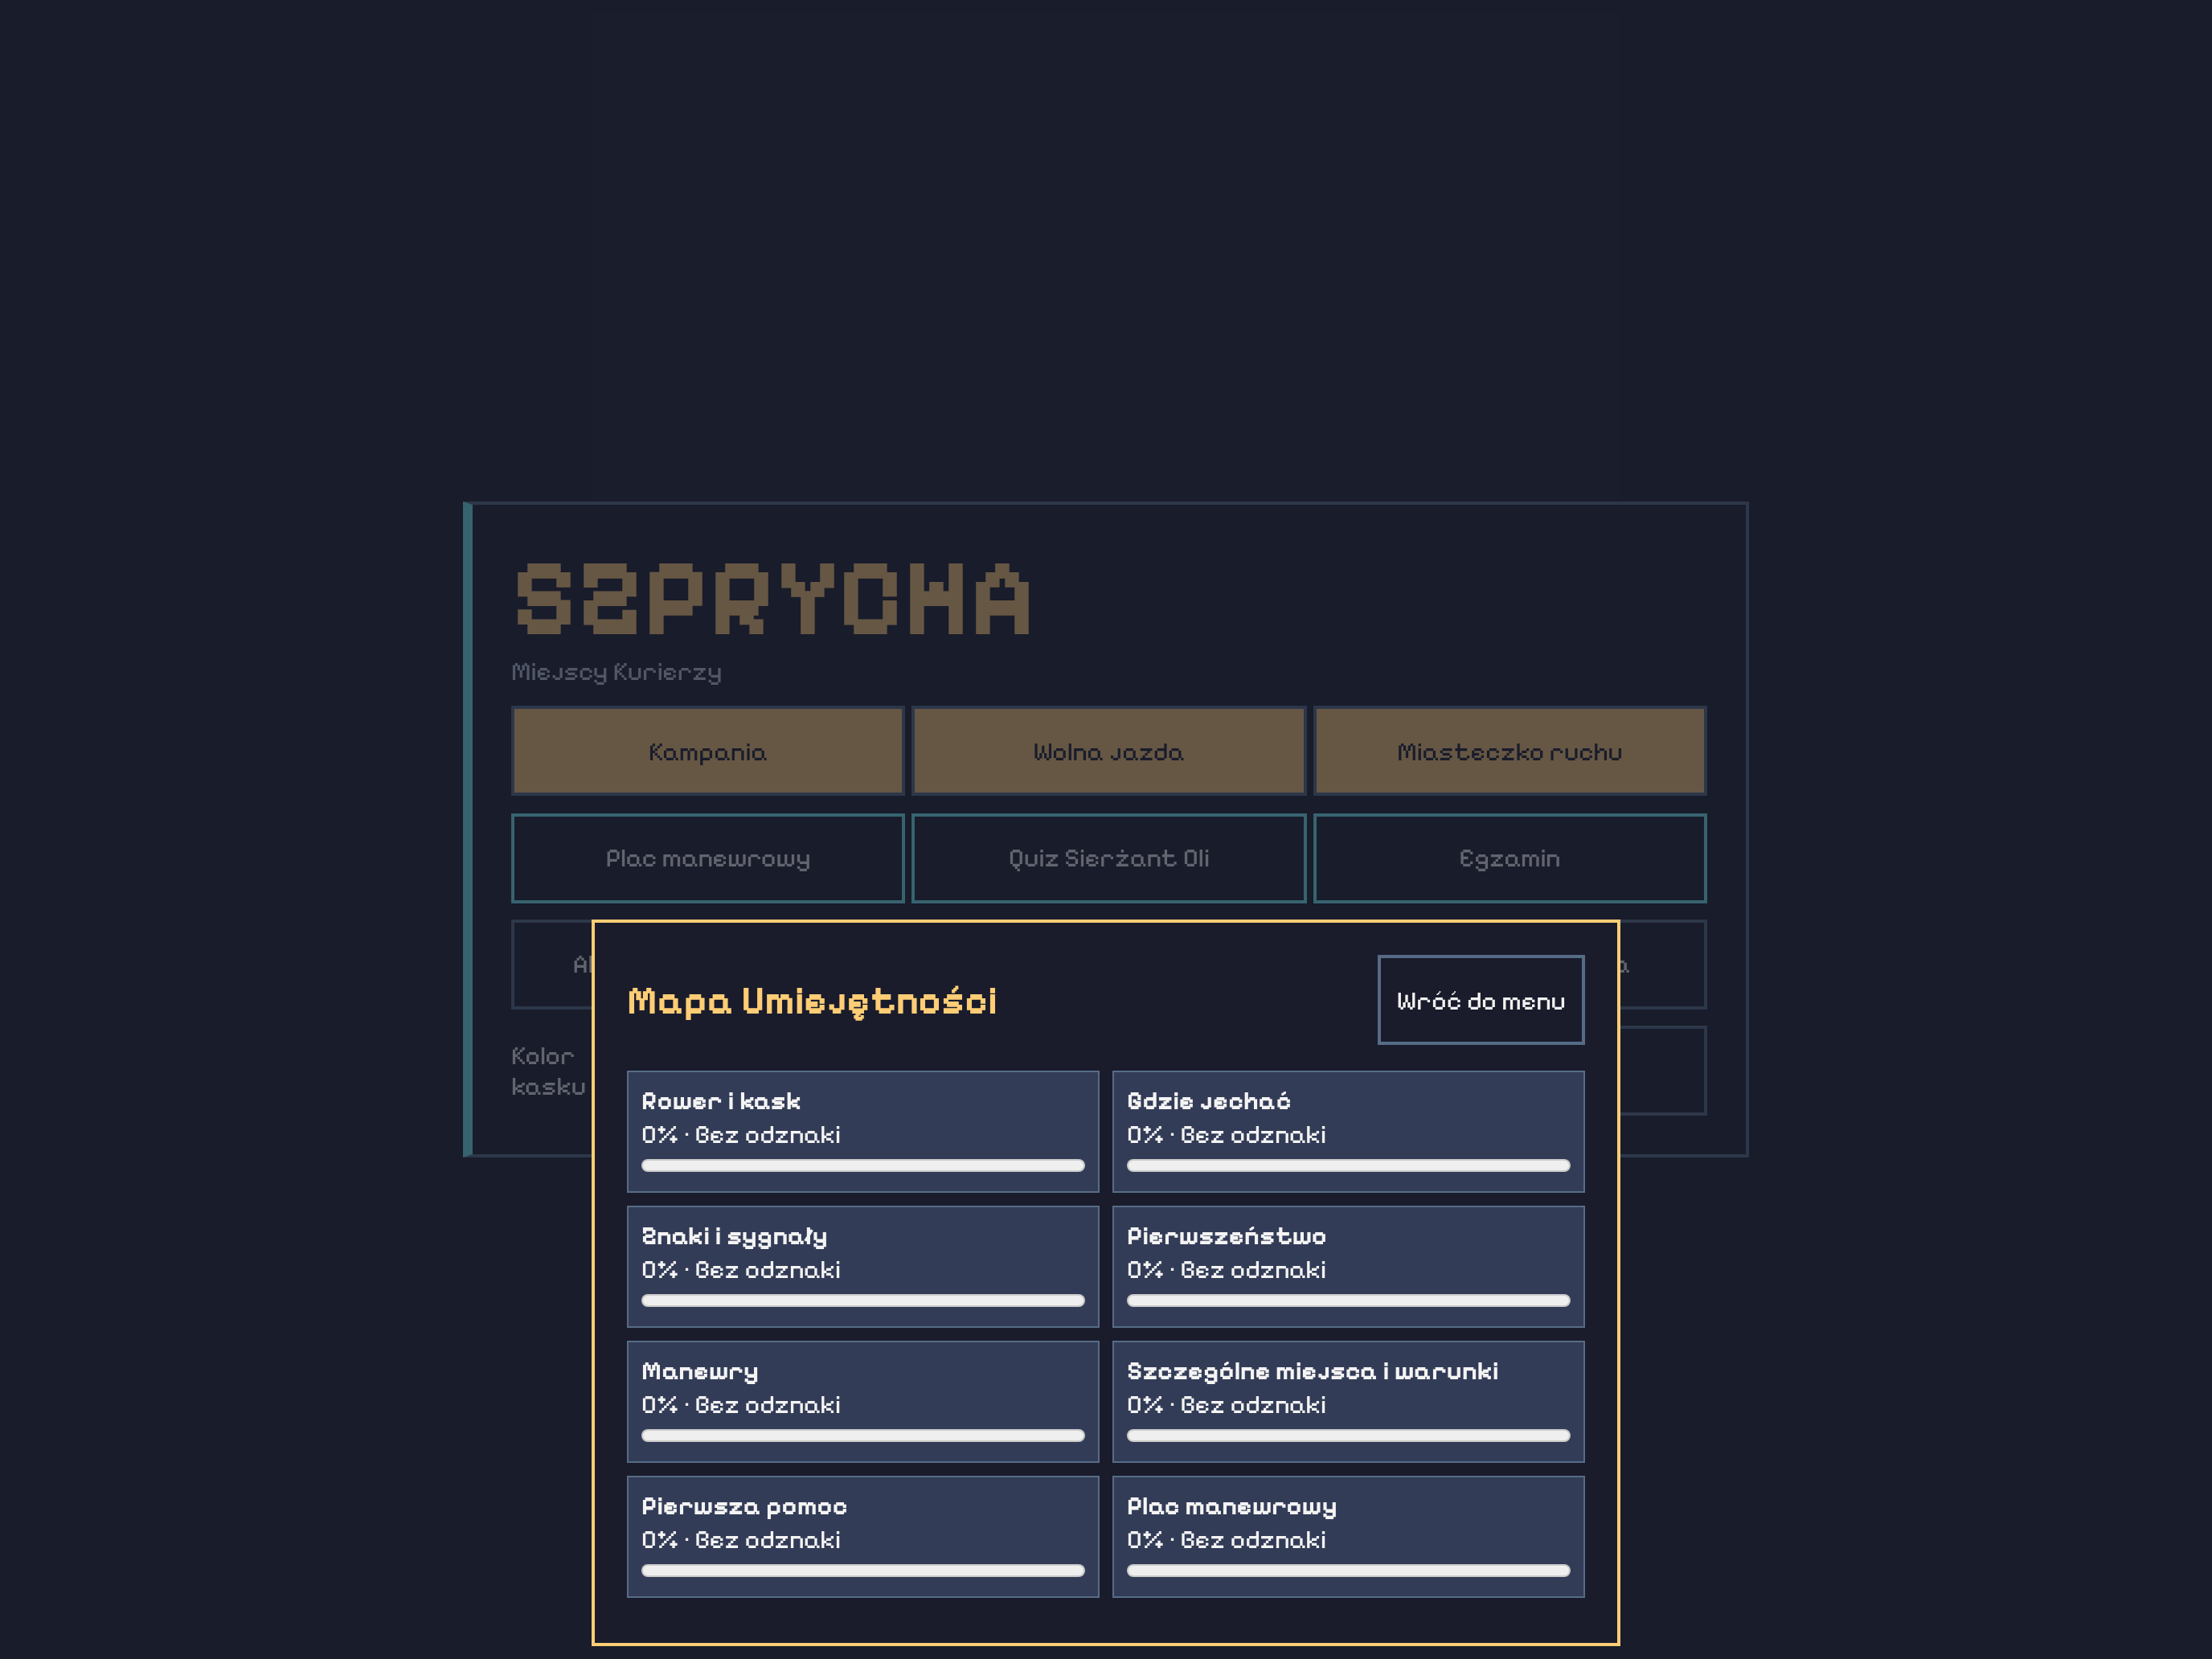 SZPRYCHA
Miejscy Kurierzy
Kampania
Wolna jazda
Miasteczko ruchu
Plac manewrowy
Quiz Sierżant Oli
Egzamin
Kolor
kasku
Mapa Umiejętności
Wróć do menu
Rower i kask
0% · Bez odznaki
Gdzie jechać
0% · Bez odznaki
Znaki i sygnały
0% · Bez odznaki
Pierwszeństwo
0% · Bez odznaki
Manewry
0% · Bez odznaki
Szczególne miejsca i warunki
0% · Bez odznaki
Pierwsza pomoc
0% · Bez odznaki
Plac manewrowy
0% · Bez odznaki